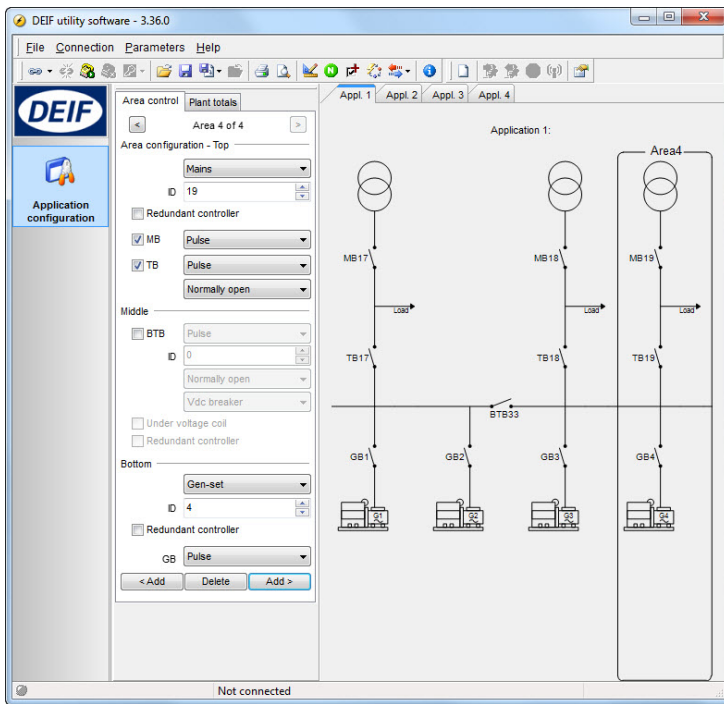 DEIF utility software - 3.36.0
File Connection Parameters Help
DEIF
Application
configuration
Area control Plant totals
< Area 4 of 4 >
Area configuration - Top
Mains
ID 19
Redundant controller
MB Pulse
TB Pulse
Normally open
Middle
BTB Pulse
ID 0
Normally open
Vdc breaker
Under voltage coil
Redundant controller
Bottom
Gen-set
ID 4
Redundant controller
GB Pulse
< Add Delete Add >
Appl. 1 Appl. 2 Appl. 3 Appl. 4
Application 1:
Area4
MB17 MB18 MB19
Load Load Load
TB17 TB18 TB19
BTB33
GB1 GB2 GB3 GB4
G1 G2 G3 G4
Not connected